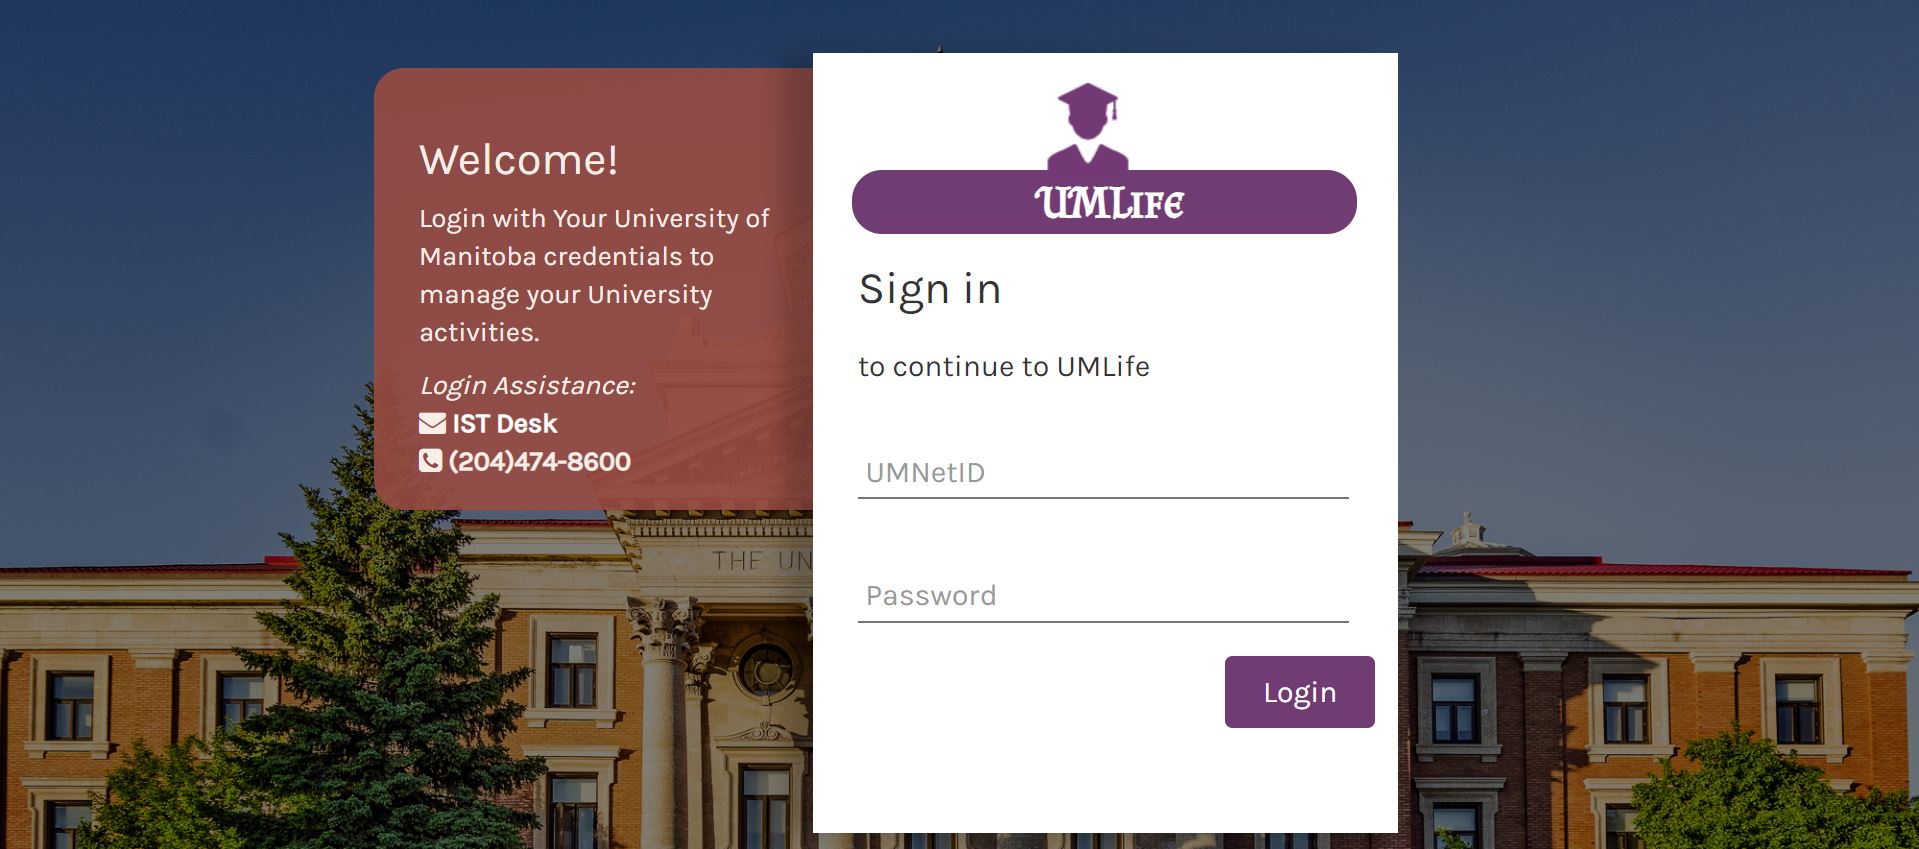 Welcome!
Login with Your University of
Manitoba credentials to
manage your University
activities.
Login Assistance:
IST Desk
(204)474-8600
UMLIFE
Sign in
to continue to UMLife
UMNetID
Password
Login
THE UN